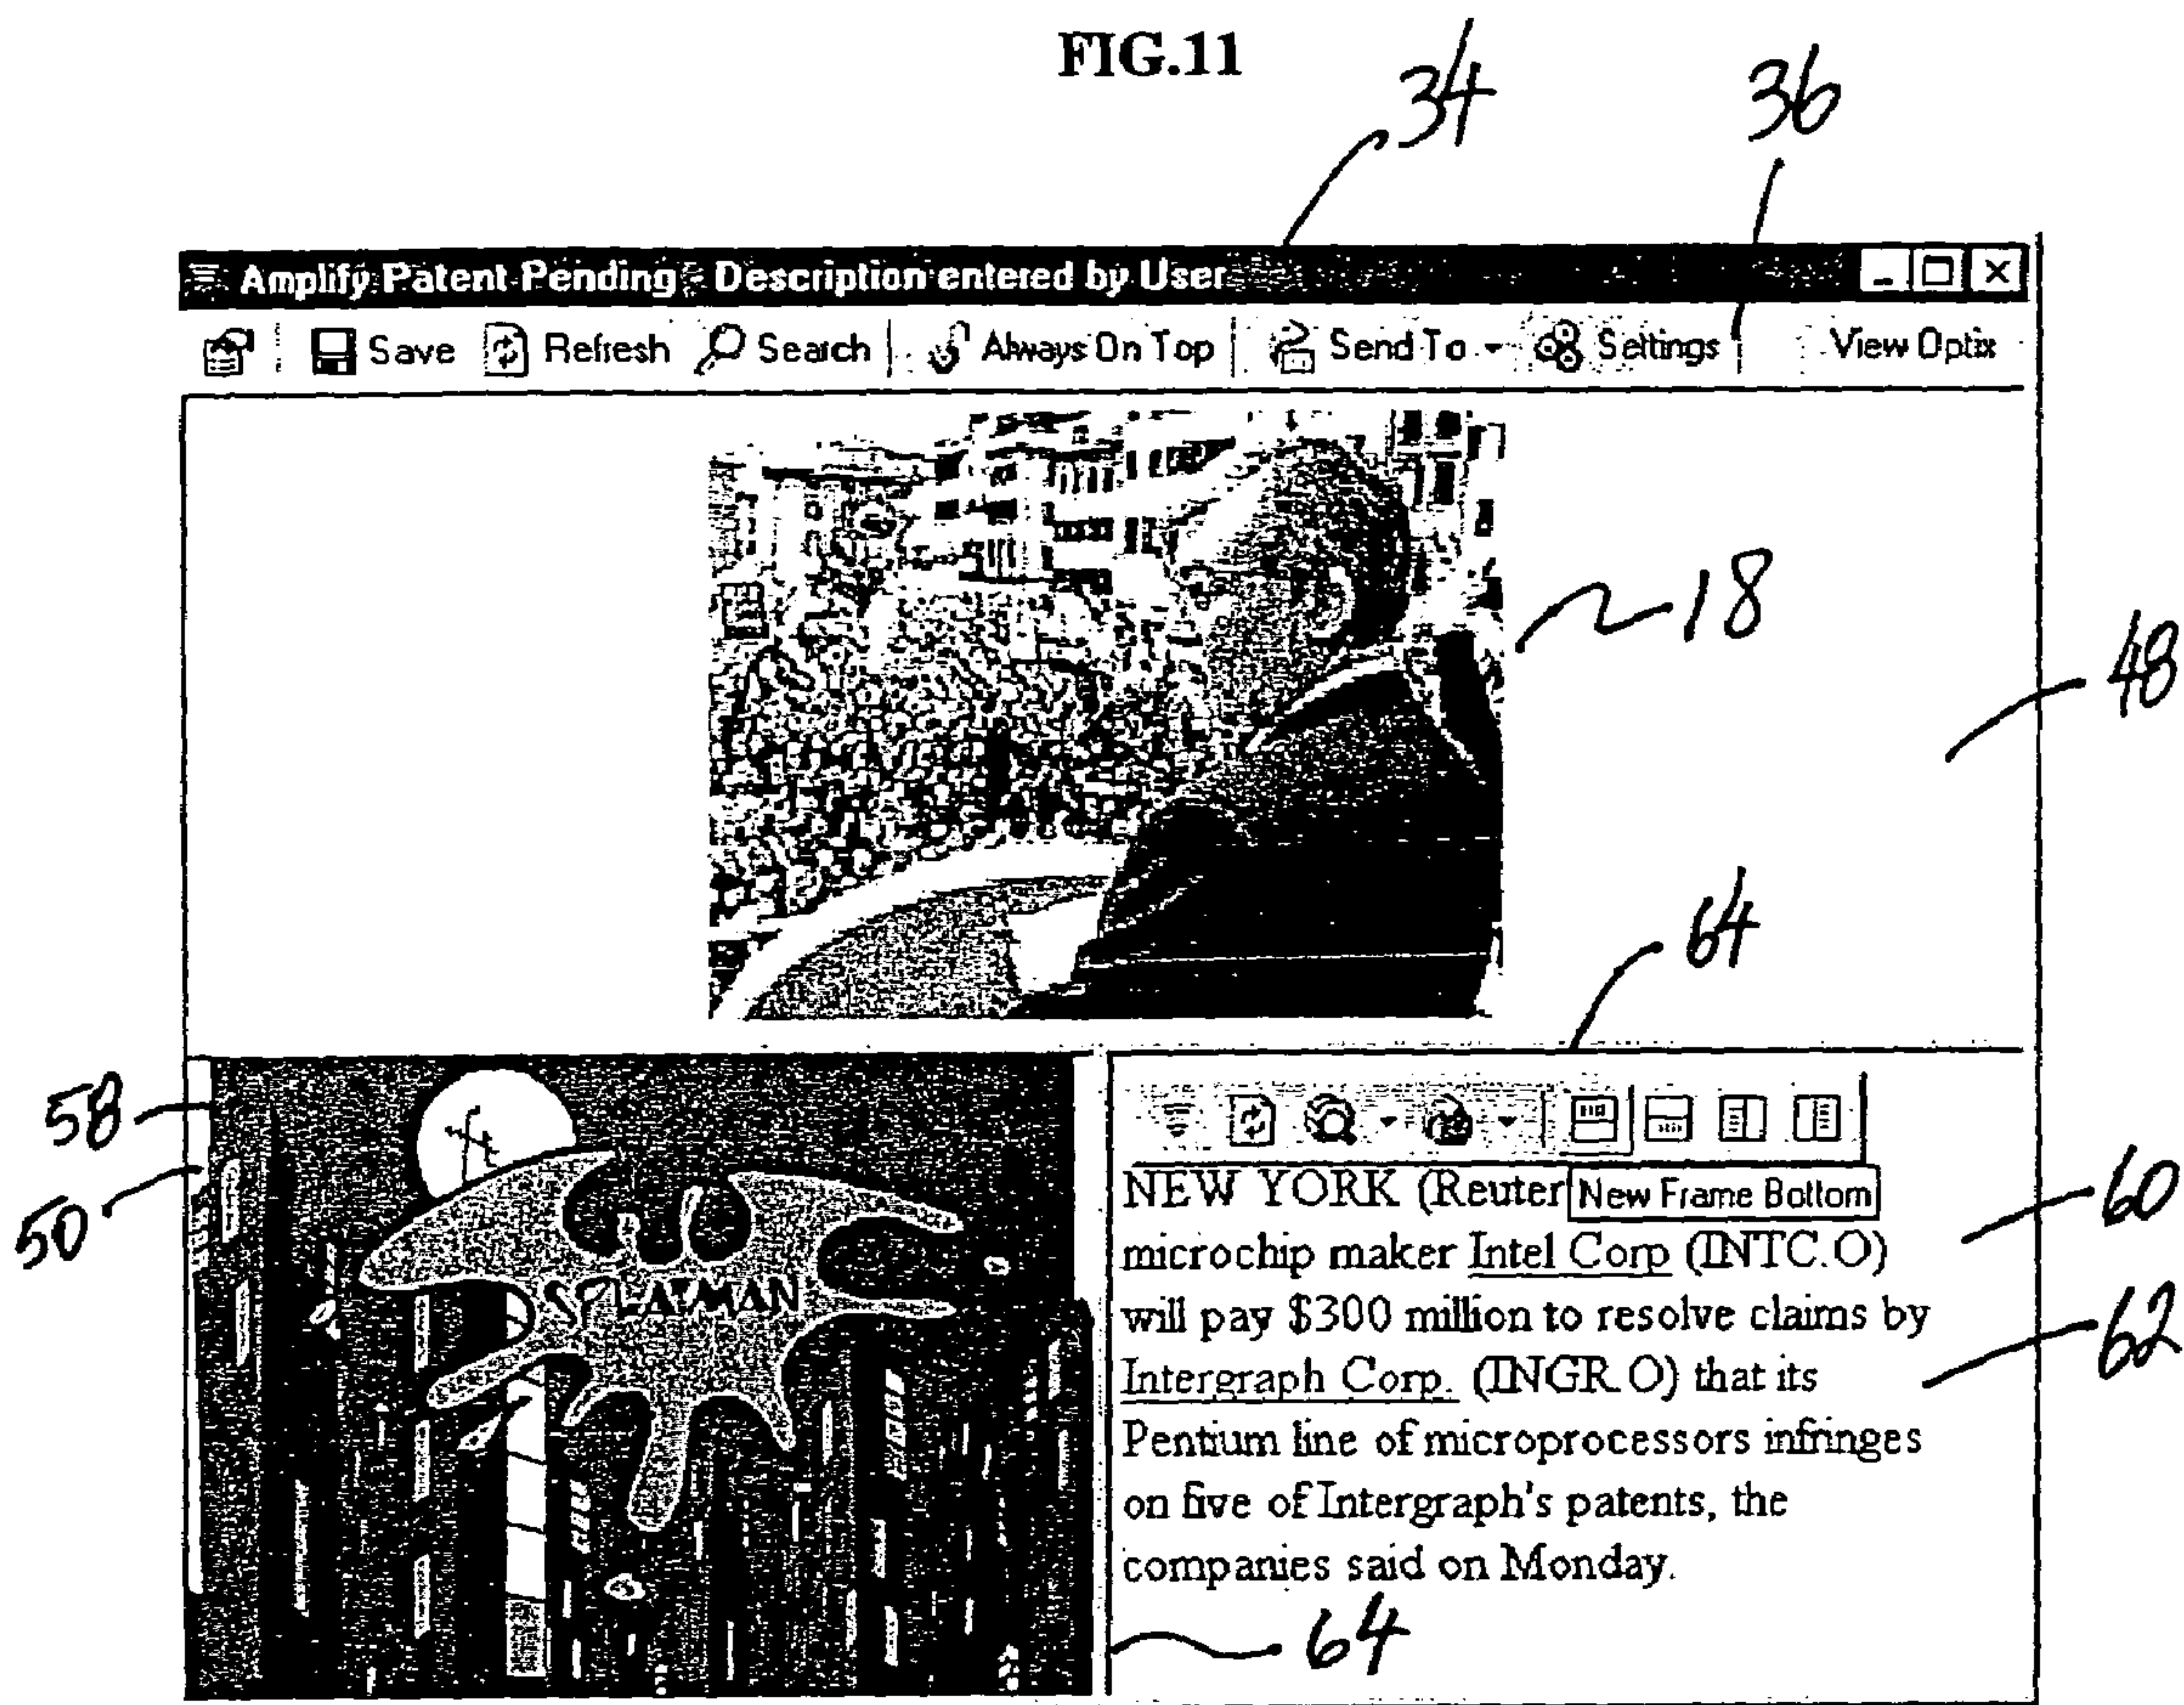 FIG.11
34
36
Amplify Patent Pending - Description entered by User
Save Refresh Search Always On Top Send To Settings View Optix
18
48
64
58
50
SPLATMAN
NEW YORK (Reuter New Frame Bottom
60
microchip maker Intel Corp (INTC.O)
will pay $300 million to resolve claims by
62
Intergraph Corp. (INGR.O) that its
Pentium line of microprocessors infringes
on five of Intergraph's patents, the
companies said on Monday.
64